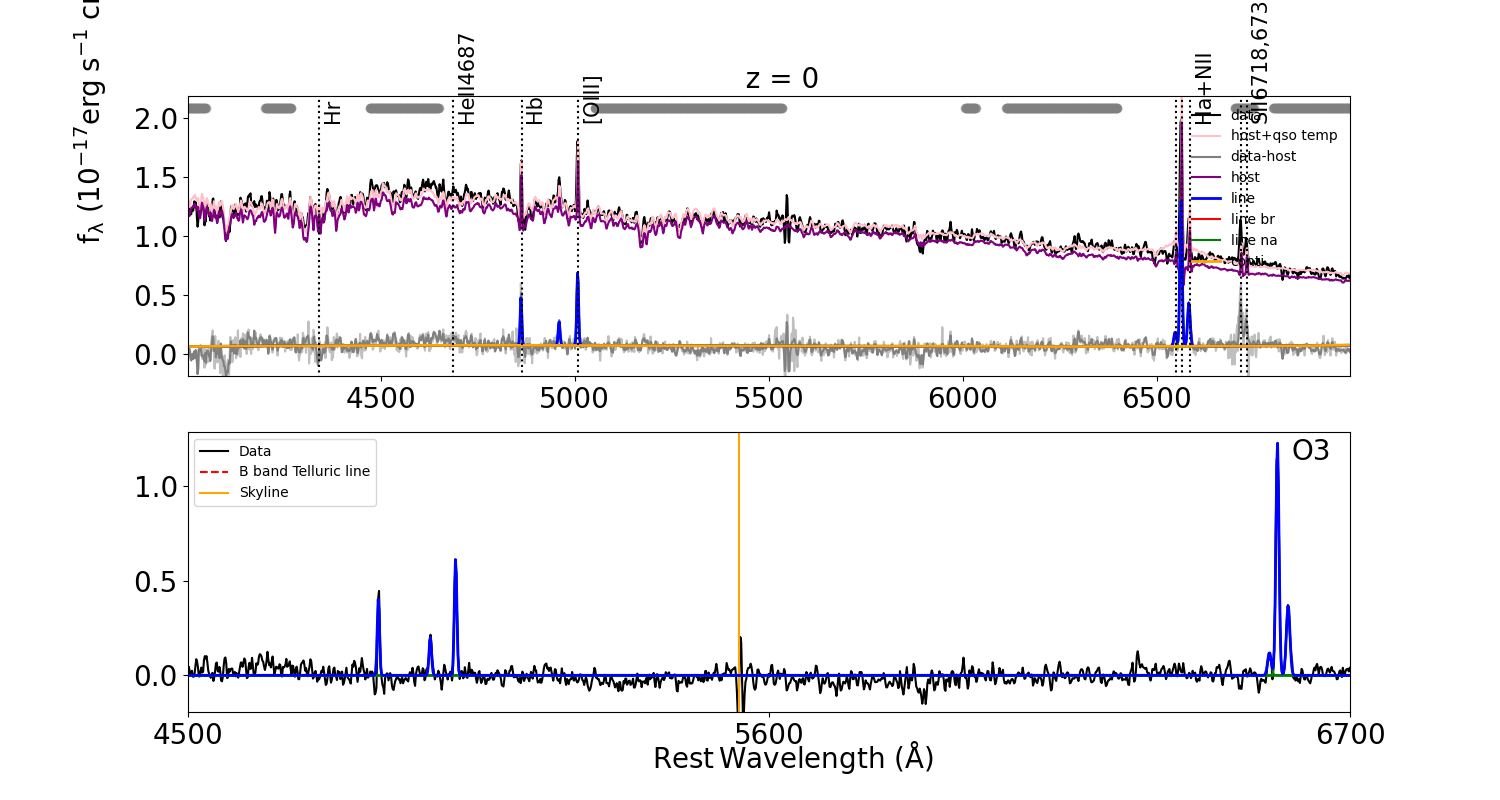 z = 0
f_λ (10^−17 erg s^−1 c
Hr
HeII4687
Hb
[OIII]
Ha+NII
SII6718,673
data
host+qso temp
data-host
host
line
line br
line na
conti
2.0
1.5
1.0
0.5
0.0
4500
5000
5500
6000
6500
Data
B band Telluric line
Skyline
O3
1.0
0.5
0.0
4500
5600
6700
Rest Wavelength (Å)